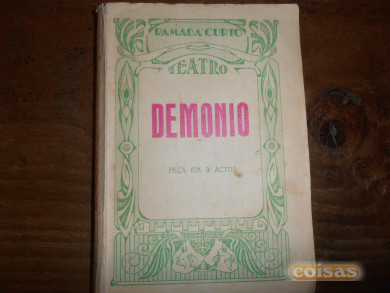 RAMADA CURTO
TEATRO
DEMONIO
PEÇA EM 3 ACTOS
coisas